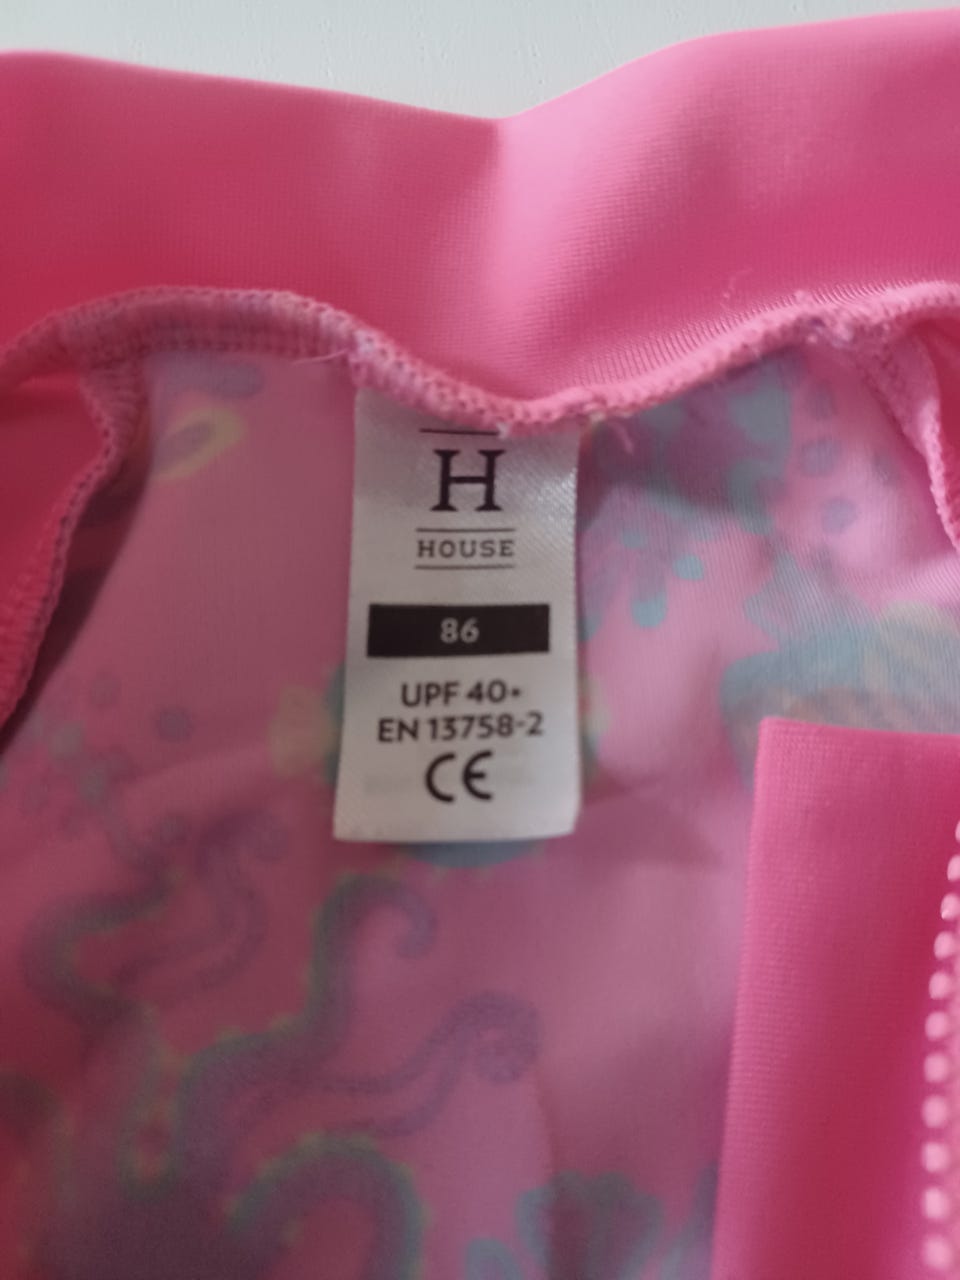 H
HOUSE
86
UPF 40+
EN 13758-2
CE